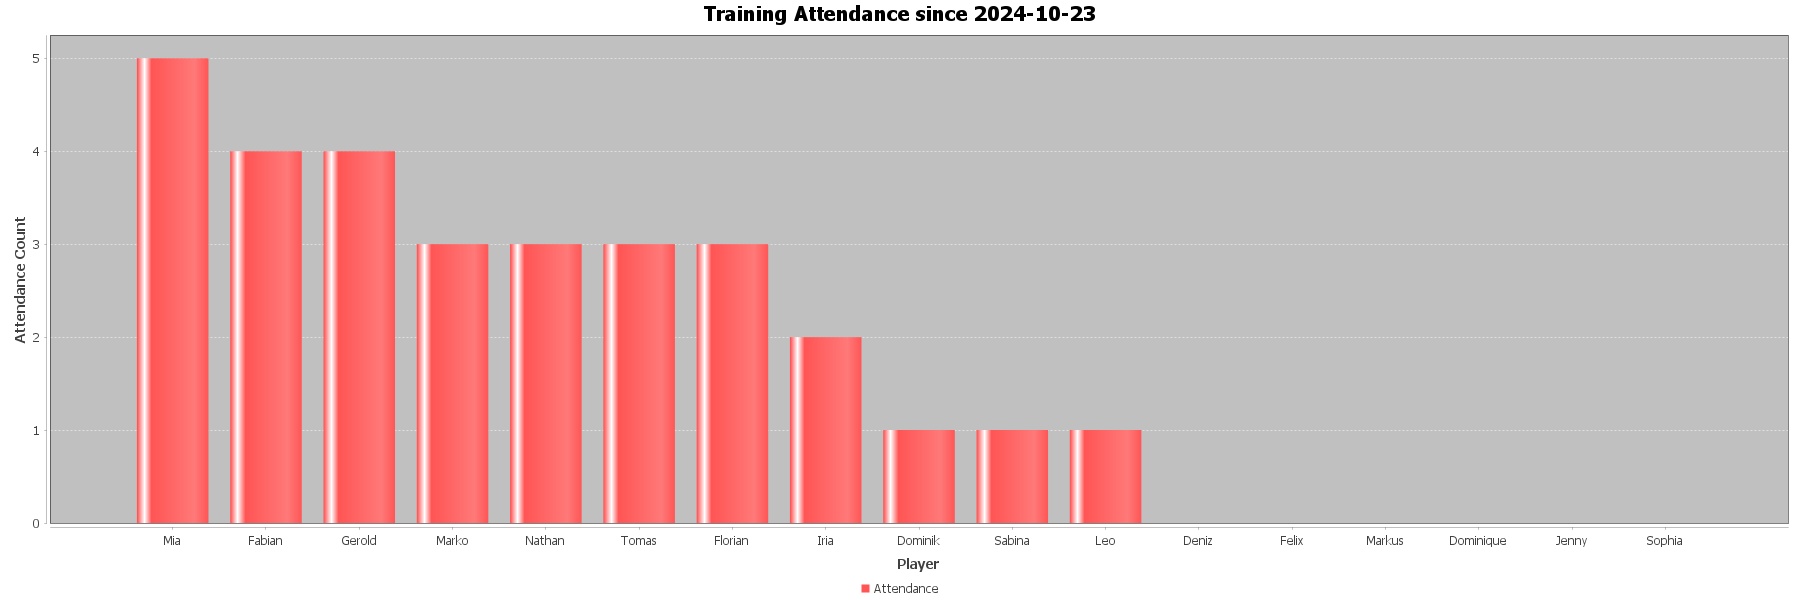 Training Attendance since 2024-10-23
5
4
3
2
1
0
Attendance Count
Mia Fabian Gerold Marko Nathan Tomas Florian Iria Dominik Sabina Leo Deniz Felix Markus Dominique Jenny Sophia
Player
Attendance